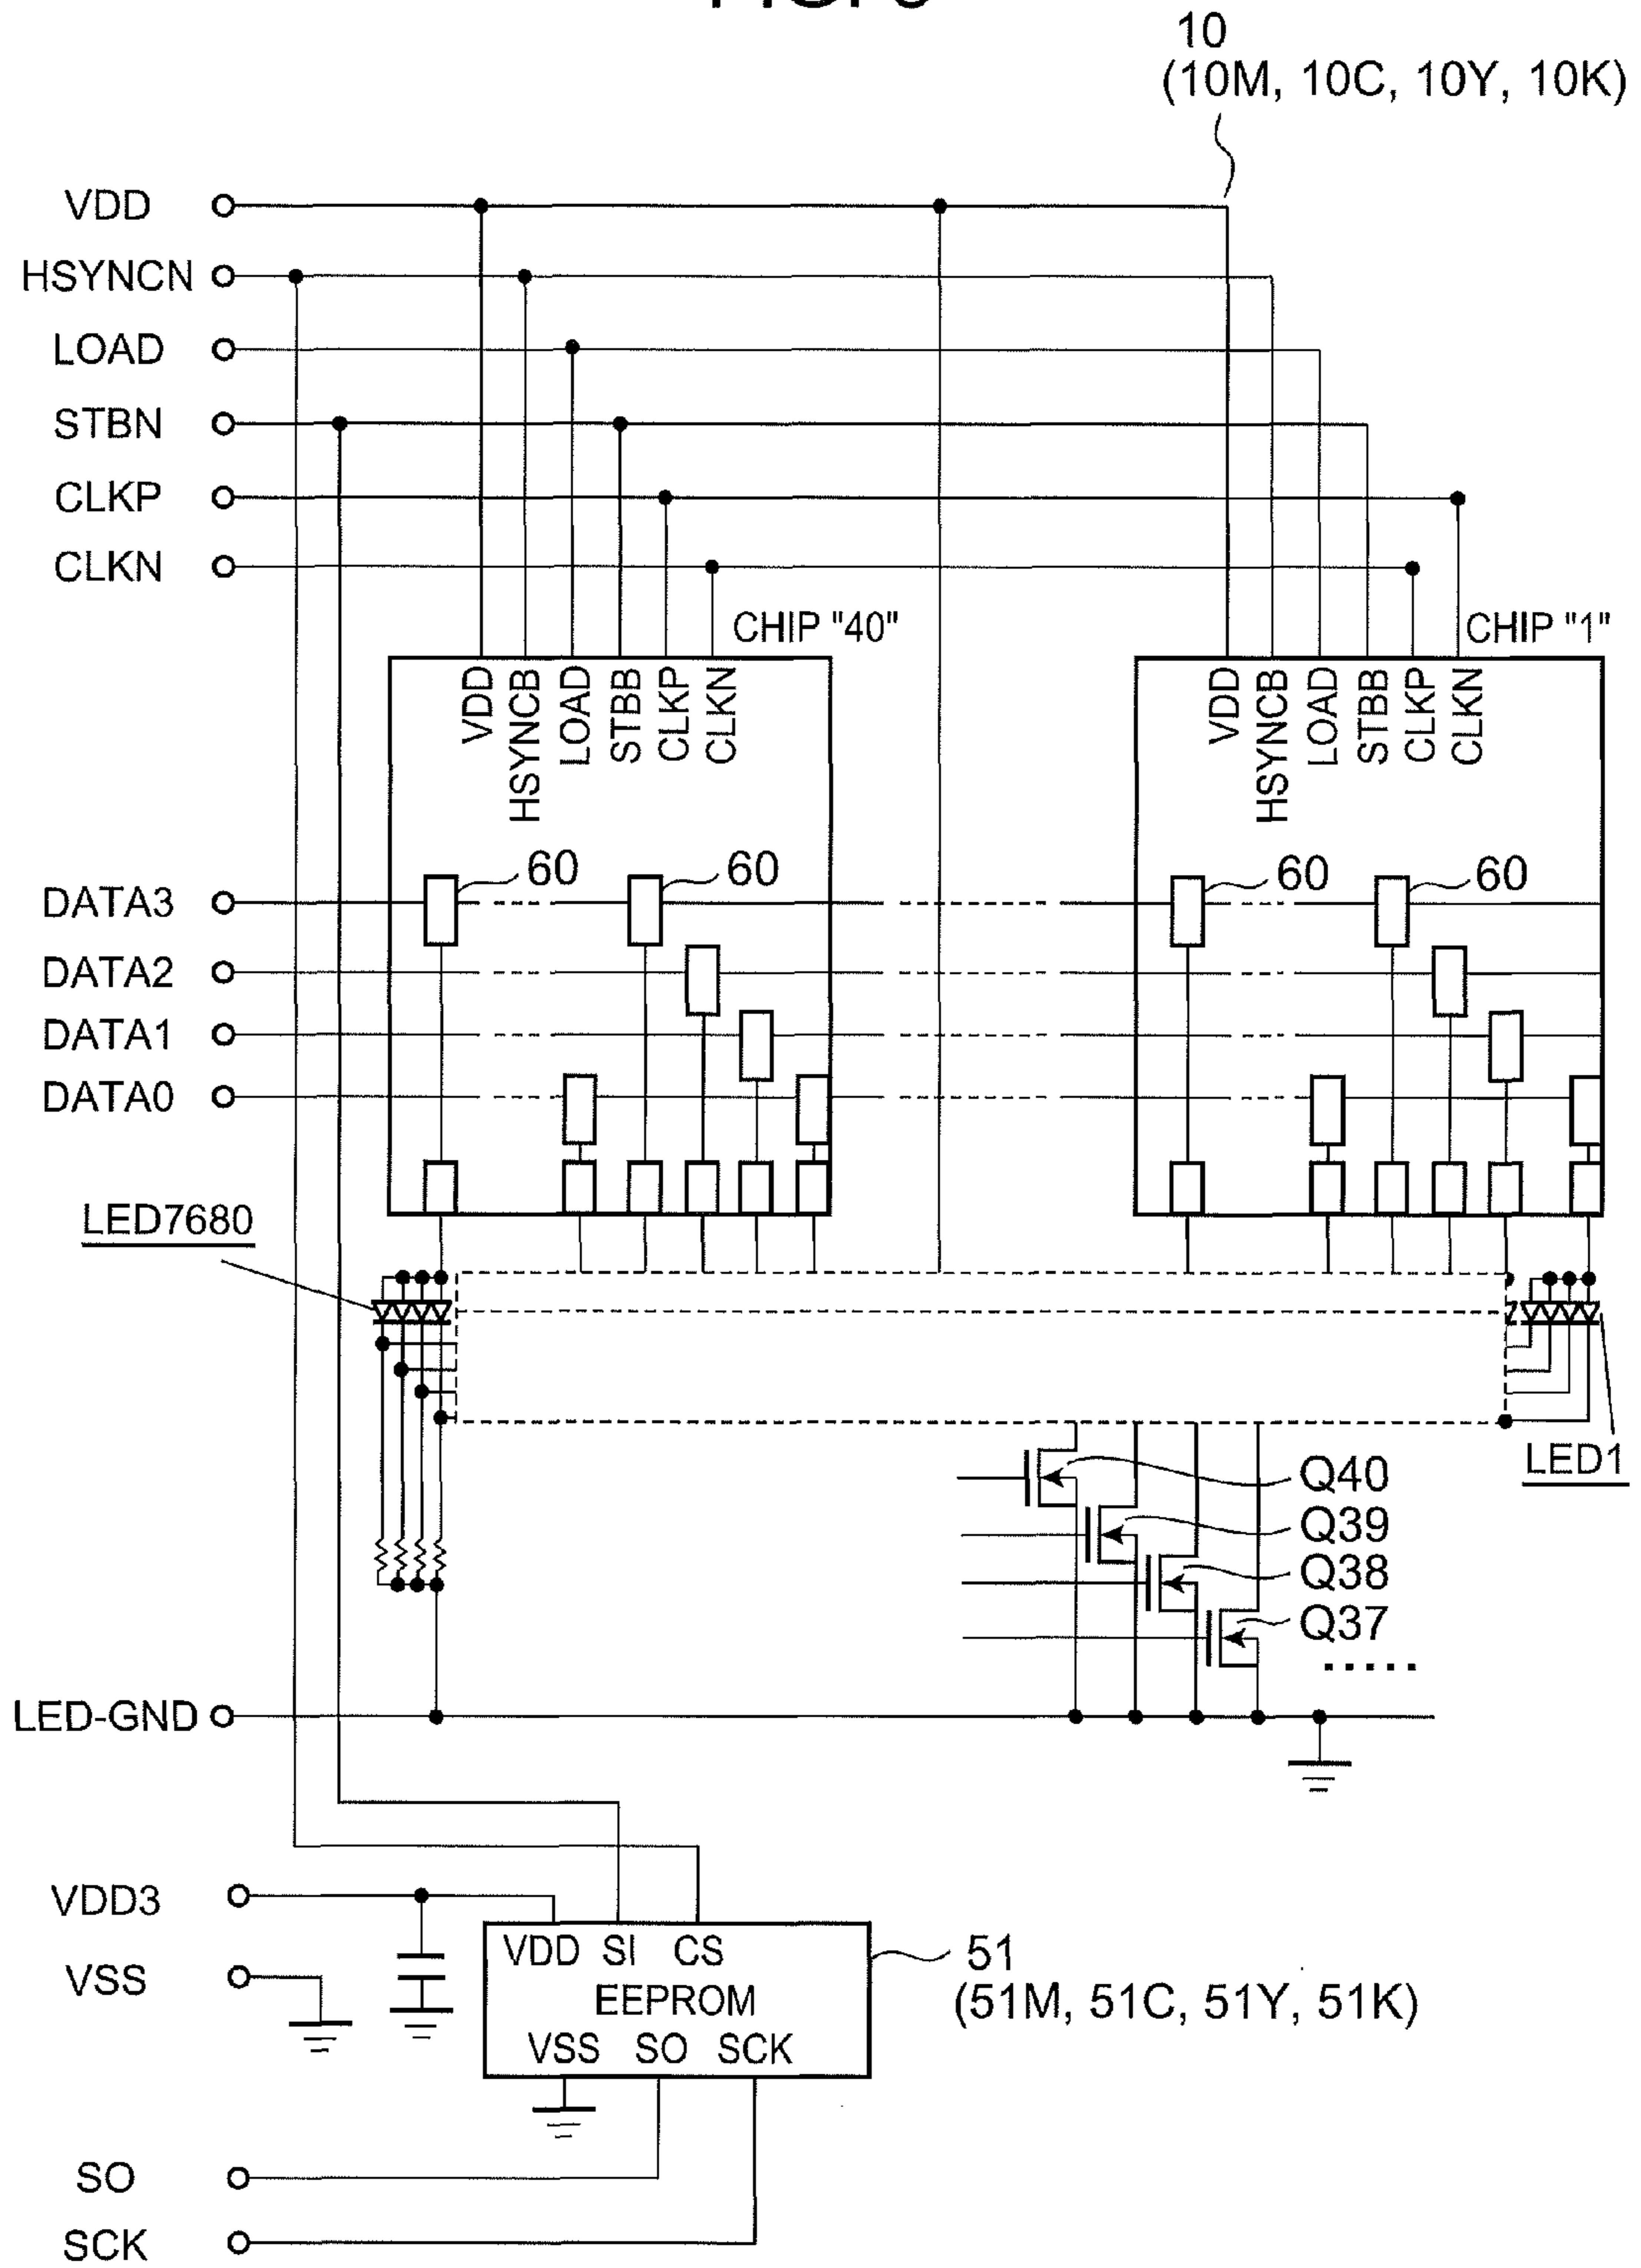 10
(10M, 10C, 10Y, 10K)
VDD
HSYNCN
LOAD
STBN
CLKP
CLKN
CHIP "40"
CHIP "1"
VDD
HSYNCB
LOAD
STBB
CLKP
CLKN
VDD
HSYNCB
LOAD
STBB
CLKP
CLKN
60
60
60
60
DATA3
DATA2
DATA1
DATA0
LED7680
LED1
Q40
Q39
Q38
Q37
.....
LED-GND
VDD3
VSS
VDD SI CS
EEPROM
VSS SO SCK
51
(51M, 51C, 51Y, 51K)
SO
SCK